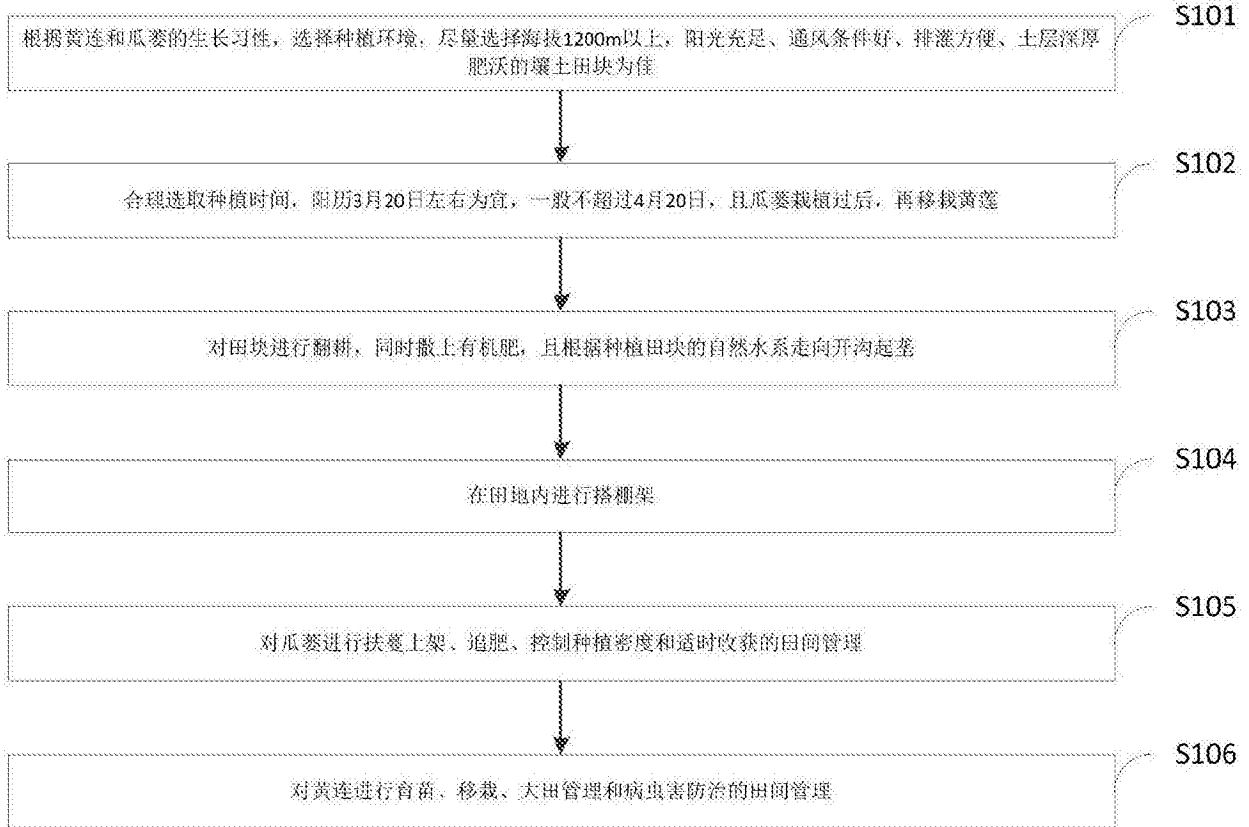 S101
根据黄连和瓜蒌的生长习性，选择种植环境，尽量选择海拔1200m以上，阳光充足、通风条件好、排灌方便、土层深厚
肥沃的壤土田块为佳
S102
合理选取种植时间，阳历3月20日左右为宜，一般不超过4月20日，且瓜蒌栽植过后，再移栽黄莲
S103
对田块进行翻耕，同时撒上有机肥，且根据种植田块的自然水系走向开沟起垄
S104
在田地内进行搭棚架
S105
对瓜蒌进行扶蔓上架、追肥、控制种植密度和适时收获的田间管理
S106
对黄连进行育苗、移栽、大田管理和病虫害防治的田间管理